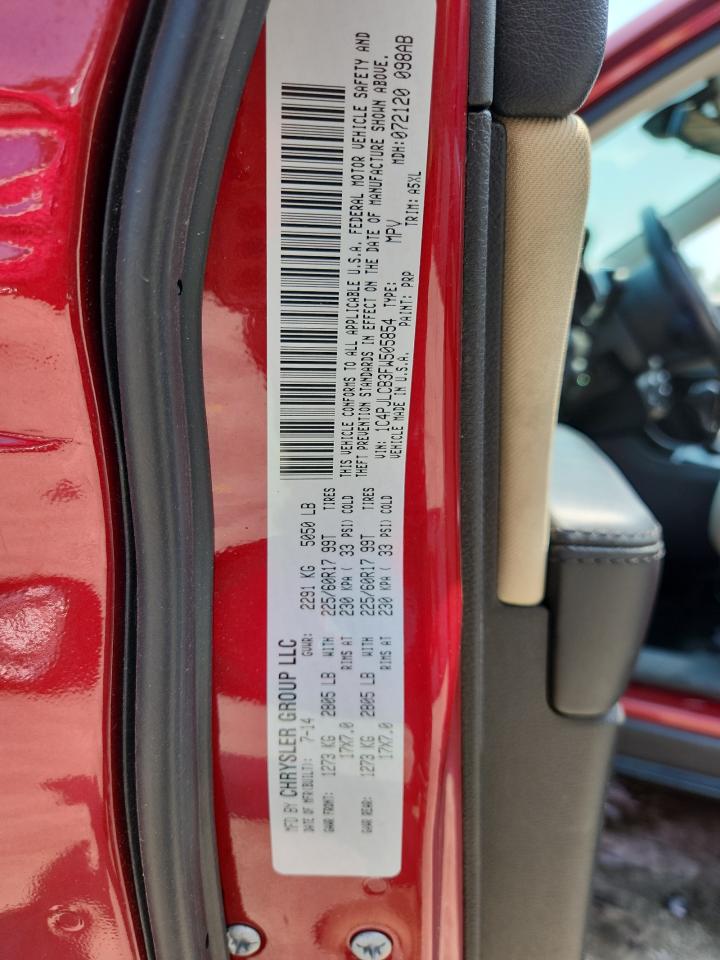 MFD BY CHRYSLER GROUP LLC
DATE OF MFR(BUILT): 7-14 GVWR: 2291 KG 5050 LB
GAWR FRONT: 1273 KG 2805 LB WITH 225/60R17 99T TIRES
17X7.0 RIMS AT 230 KPA ( 33 PSI) COLD
GAWR REAR: 1273 KG 2805 LB WITH 225/60R17 99T TIRES
17X7.0 RIMS AT 230 KPA ( 33 PSI) COLD
THIS VEHICLE CONFORMS TO ALL APPLICABLE U.S.A. FEDERAL MOTOR VEHICLE SAFETY AND
THEFT PREVENTION STANDARDS IN EFFECT ON THE DATE OF MANUFACTURE SHOWN ABOVE.
VIN: 1C4PJLCB3FW505854 TYPE: MPV MDH:072120 098AB
VEHICLE MADE IN U.S.A. PAINT: PRP TRIM: A5XL